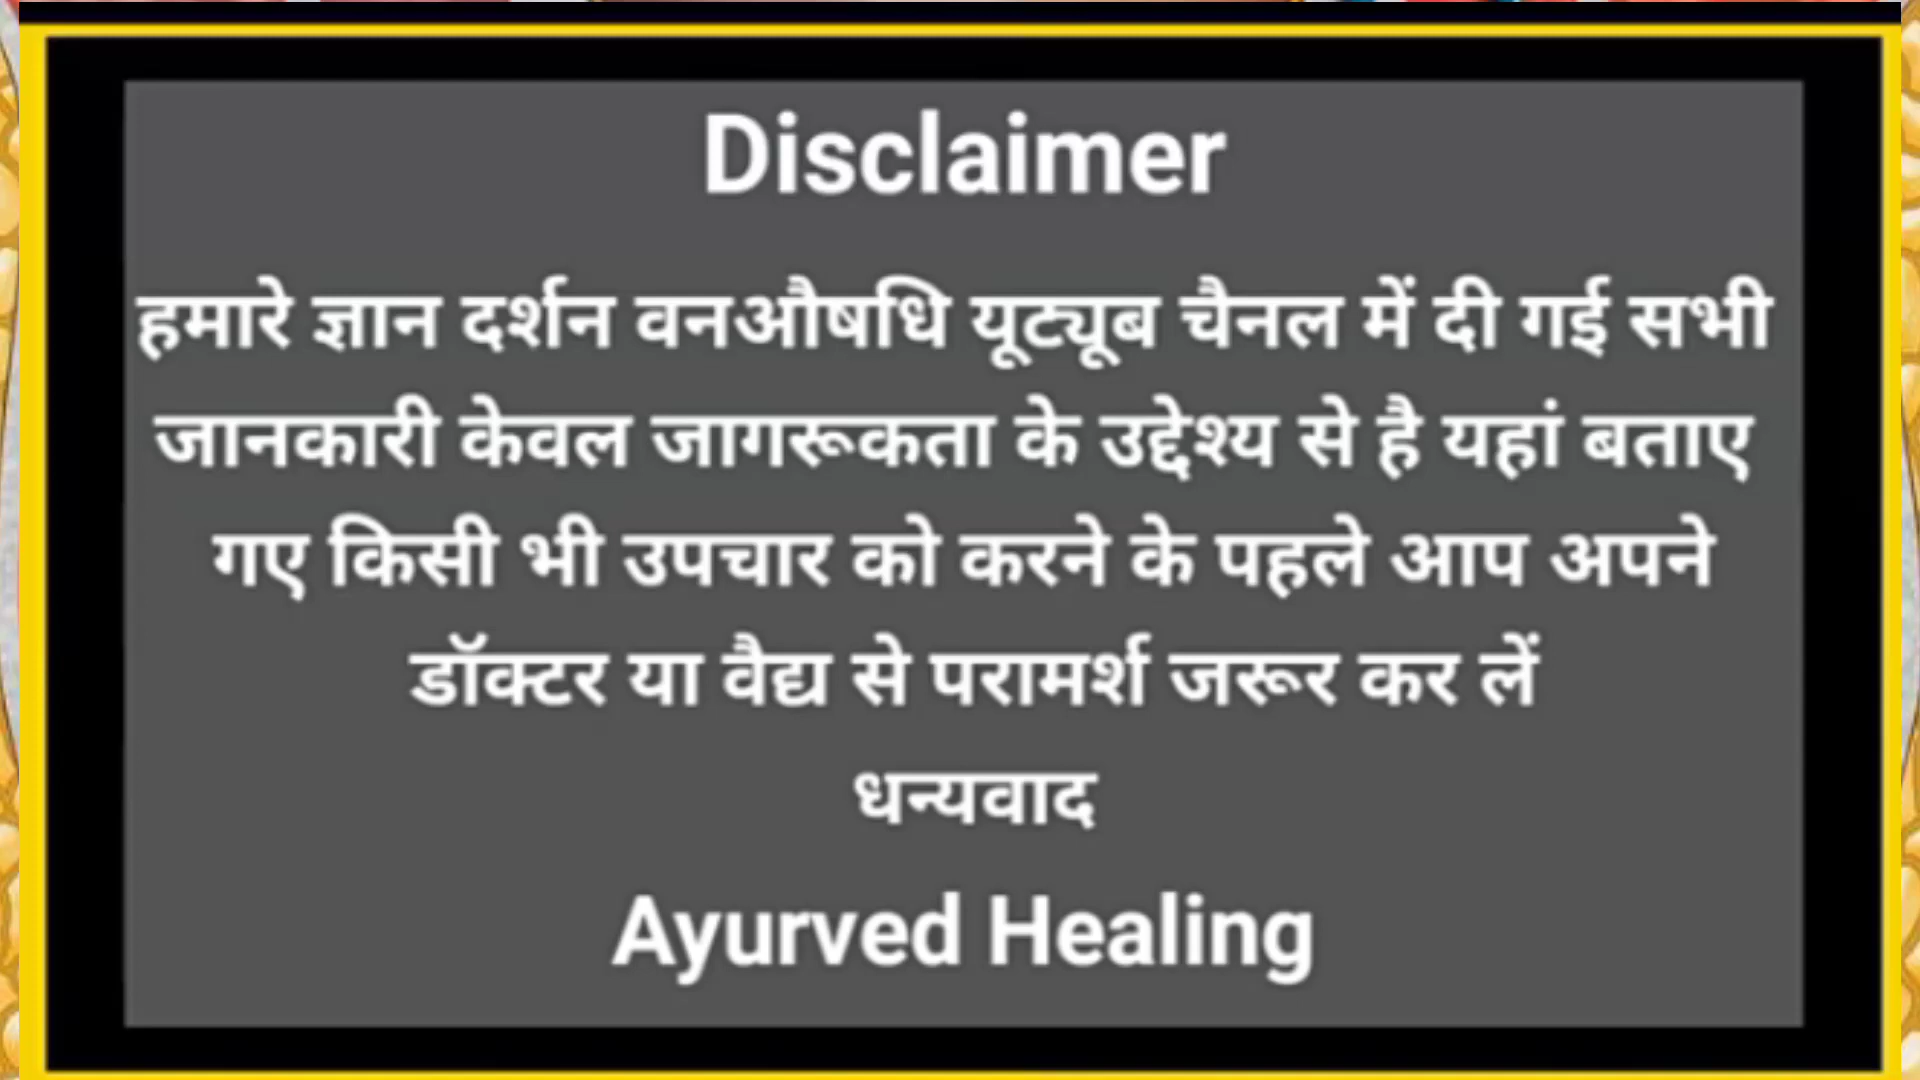 Disclaimer
हमारे ज्ञान दर्शन वनऔषधि यूट्यूब चैनल में दी गई सभी
जानकारी केवल जागरूकता के उद्देश्य से है यहां बताए
गए किसी भी उपचार को करने के पहले आप अपने
डॉक्टर या वैद्य से परामर्श जरूर कर लें
धन्यवाद
Ayurved Healing